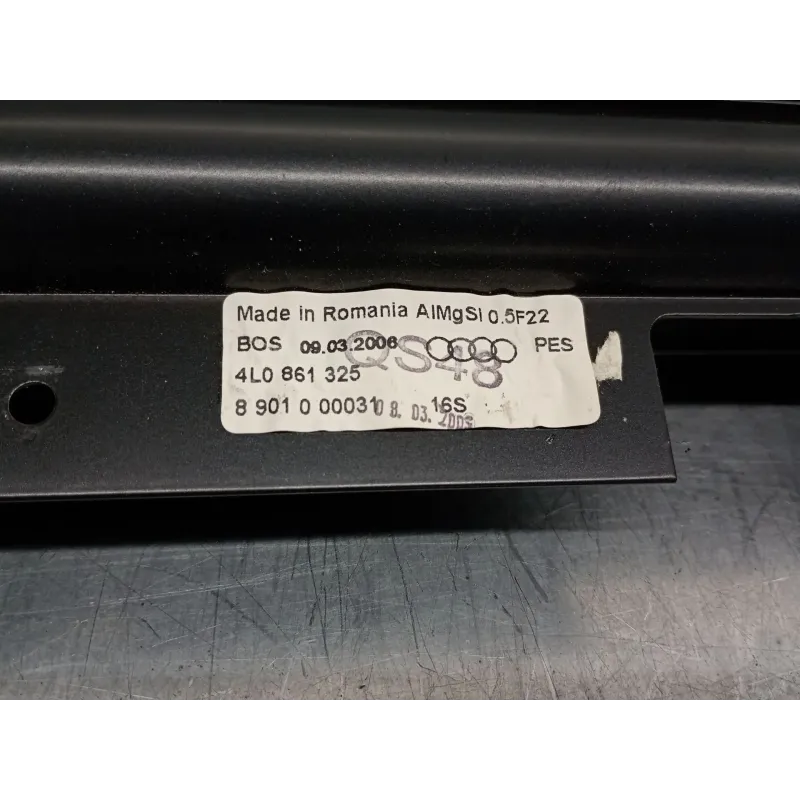 Made in Romania AlMgSi 0.5F22
BOS 09.03.2006 PES
QS48
4L0 861 325
8 901 0 00031 16S
08. 03. 2006